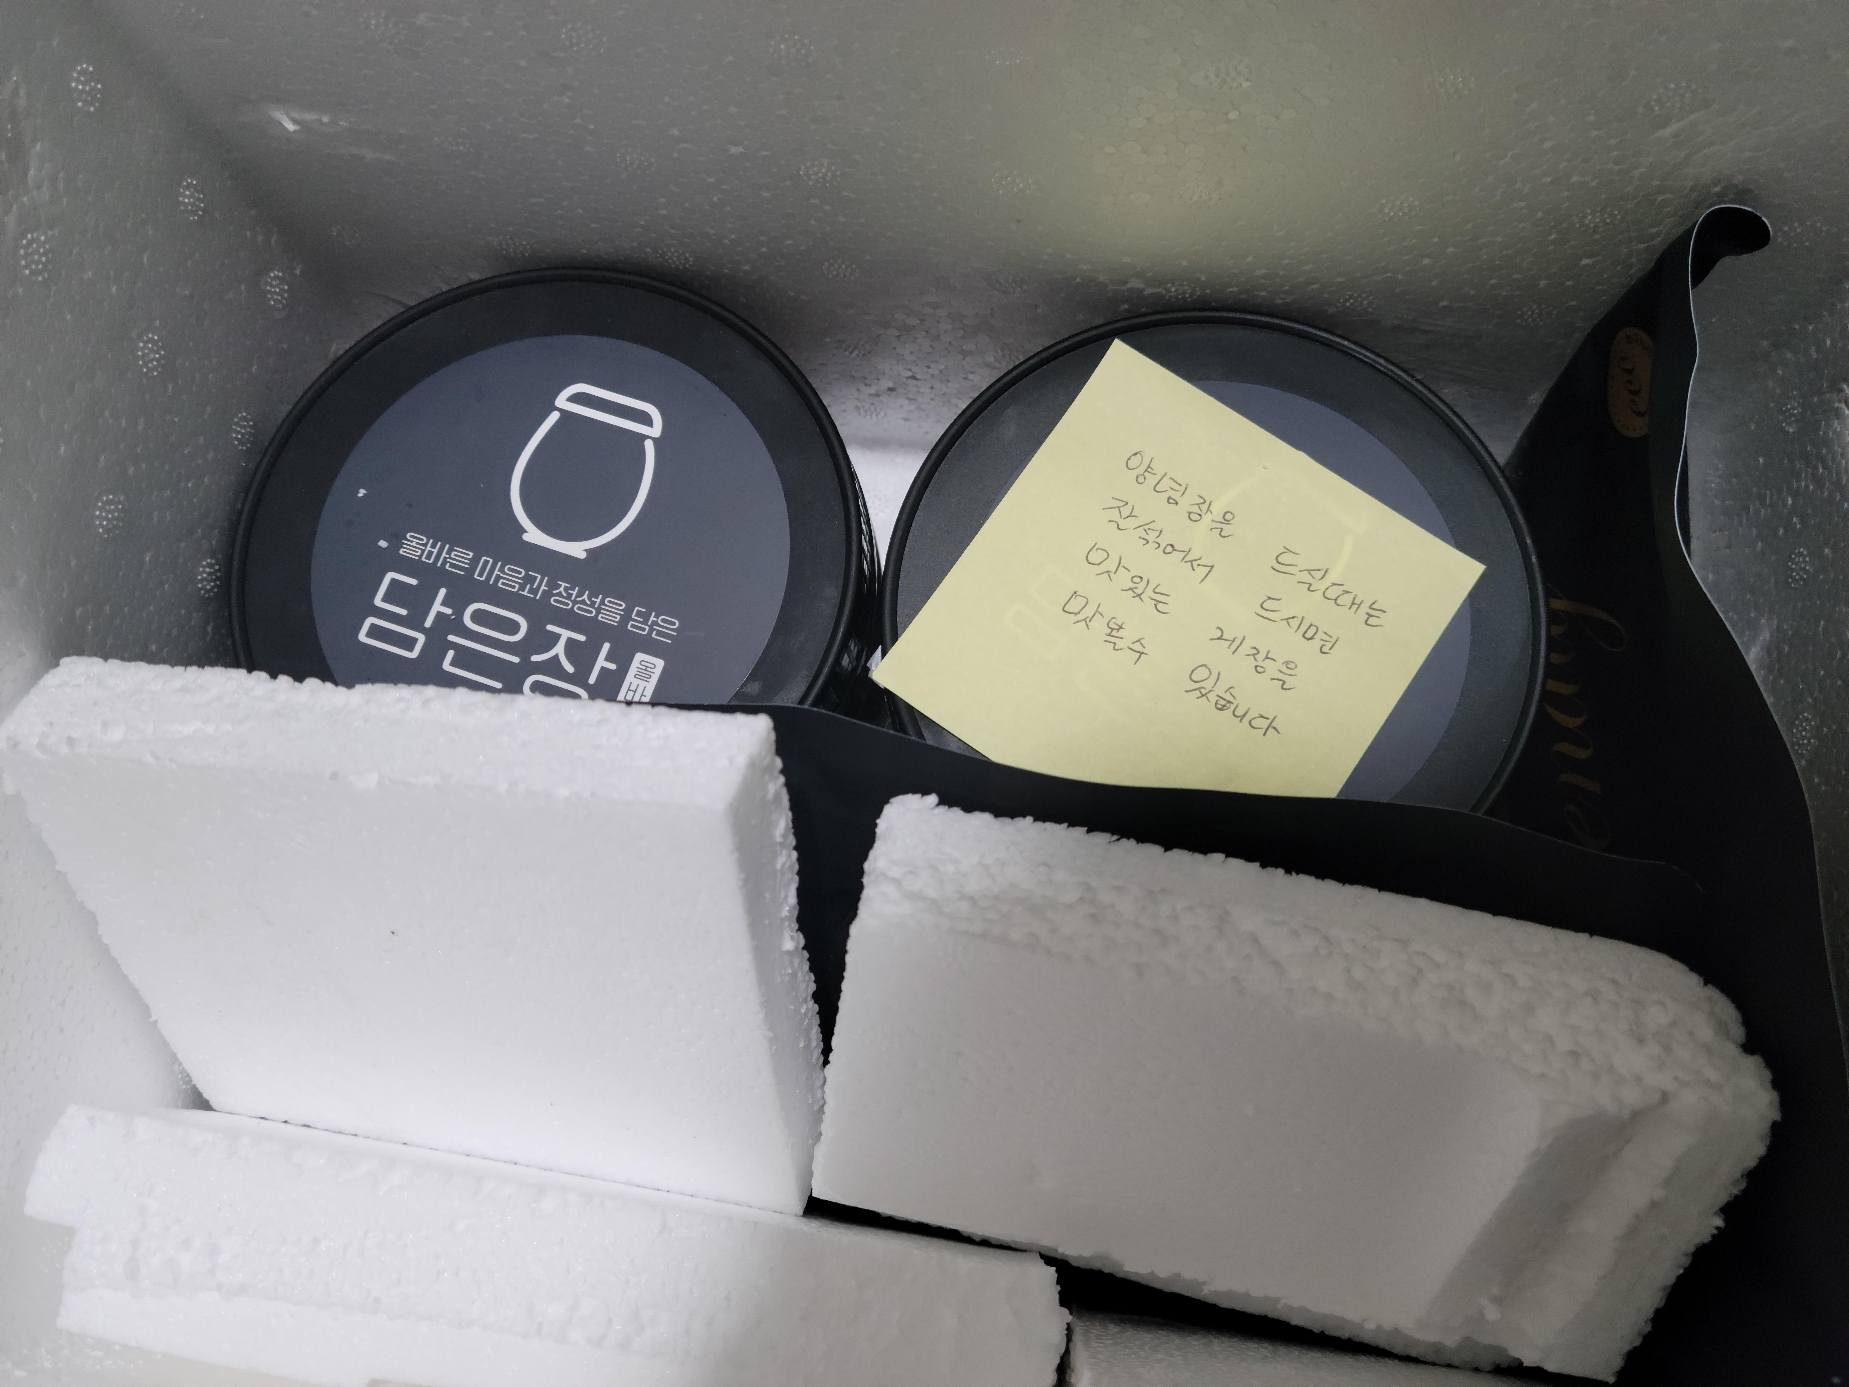 올바른 마음과 정성을 담은
담은장
올바
양념장을 드실때는
잘섞어서 드시면
맛있는 게장을
맛볼수 있습니다
eco